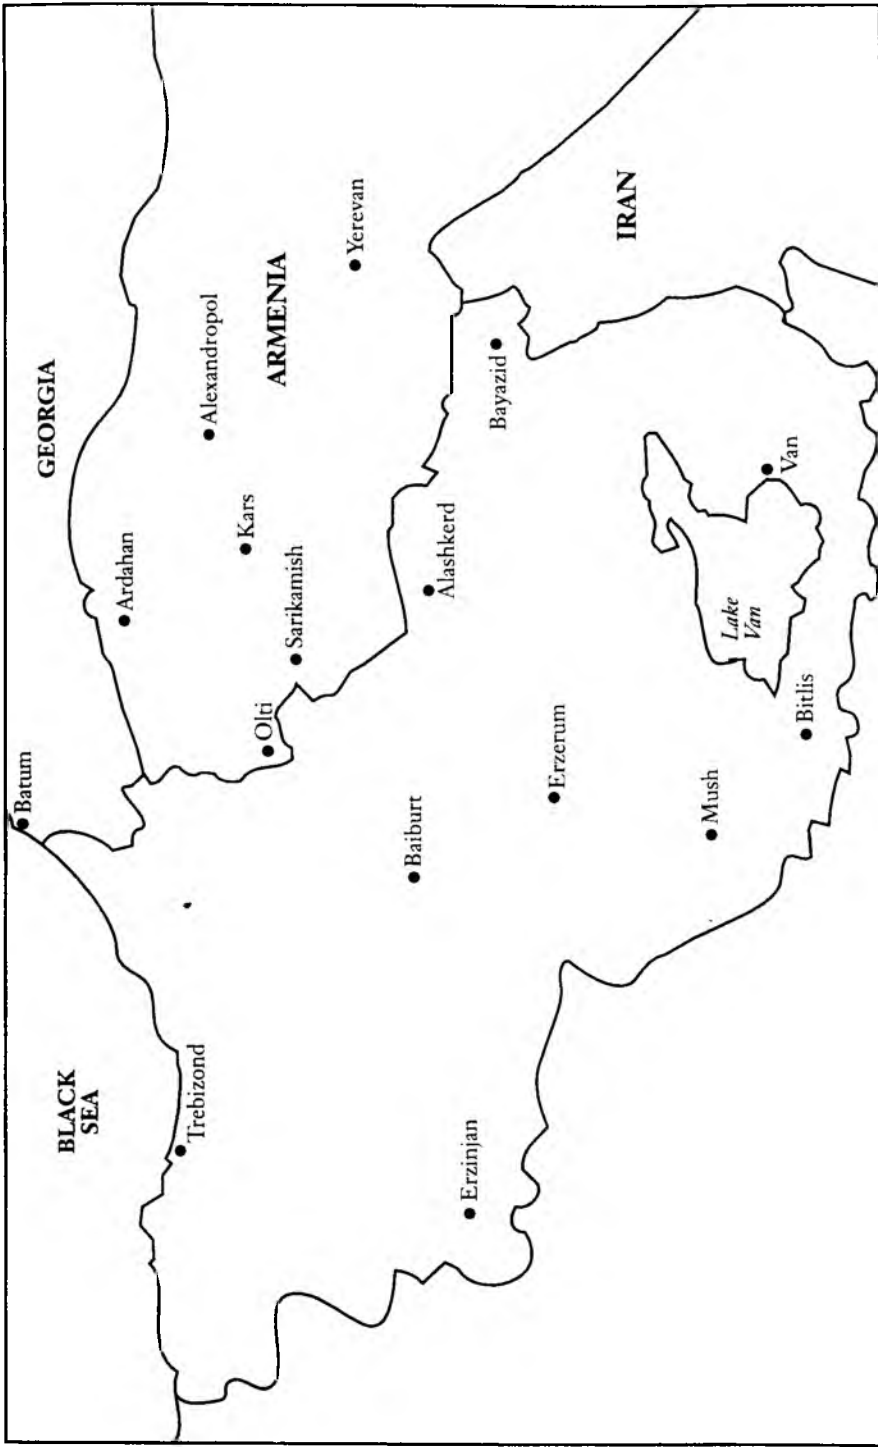 BLACK
SEA
Batum
GEORGIA
Trebizond
Ardahan
Alexandropol
Olti
Kars
ARMENIA
Sarikamish
Yerevan
Baiburt
Alashkerd
Erzinjan
Erzerum
Bayazid
IRAN
Mush
Lake
Van
Bitlis
Van